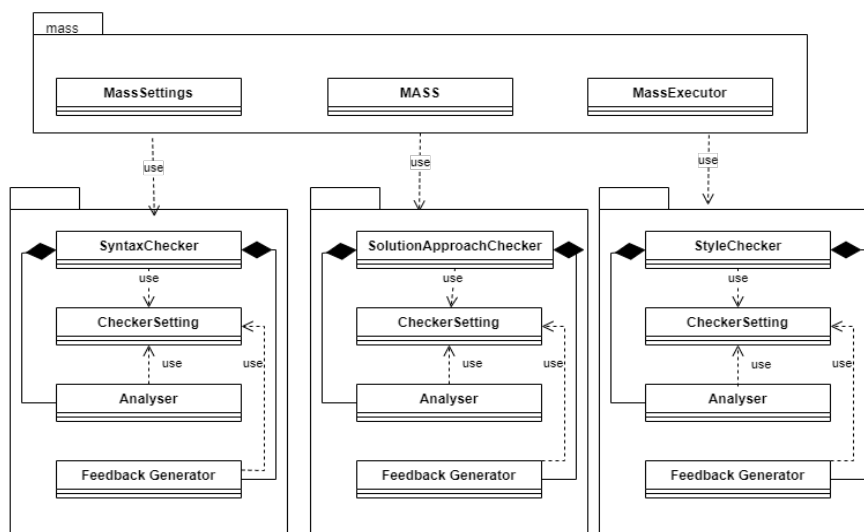 mass
MassSettings
MASS
MassExecutor
use
use
use
SyntaxChecker
SolutionApproachChecker
StyleChecker
use
use
use
CheckerSetting
CheckerSetting
CheckerSetting
use
use
use
use
use
use
Analyser
Analyser
Analyser
Feedback Generator
Feedback Generator
Feedback Generator